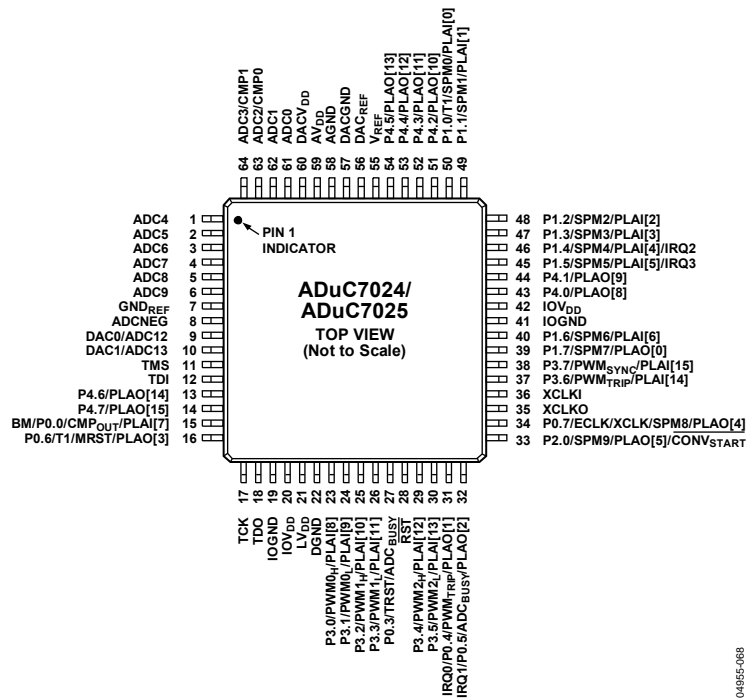 64 ADC3/CMP1
63 ADC2/CMP0
62 ADC1
61 ADC0
60 DACVDD
59 AVDD
58 AGND
57 DACGND
56 DACREF
55 VREF
54 P4.5/PLAO[13]
53 P4.4/PLAO[12]
52 P4.3/PLAO[11]
51 P4.2/PLAO[10]
50 P1.0/T1/SPM0/PLAI[0]
49 P1.1/SPM1/PLAI[1]
ADC4 1
ADC5 2
ADC6 3
ADC7 4
ADC8 5
ADC9 6
GNDREF 7
ADCNEG 8
DAC0/ADC12 9
DAC1/ADC13 10
TMS 11
TDI 12
P4.6/PLAO[14] 13
P4.7/PLAO[15] 14
BM/P0.0/CMPOUT/PLAI[7] 15
P0.6/T1/MRST/PLAO[3] 16
PIN 1
INDICATOR
ADuC7024/
ADuC7025
TOP VIEW
(Not to Scale)
48 P1.2/SPM2/PLAI[2]
47 P1.3/SPM3/PLAI[3]
46 P1.4/SPM4/PLAI[4]/IRQ2
45 P1.5/SPM5/PLAI[5]/IRQ3
44 P4.1/PLAO[9]
43 P4.0/PLAO[8]
42 IOVDD
41 IOGND
40 P1.6/SPM6/PLAI[6]
39 P1.7/SPM7/PLAO[0]
38 P3.7/PWMSYNC/PLAI[15]
37 P3.6/PWMTRIP/PLAI[14]
36 XCLKI
35 XCLKO
34 P0.7/ECLK/XCLK/SPM8/PLAO[4]
33 P2.0/SPM9/PLAO[5]/CONVSTART
TCK 17
TDO 18
IOGND 19
IOVDD 20
LVDD 21
DGND 22
P3.0/PWM0H/PLAI[8] 23
P3.1/PWM0L/PLAI[9] 24
P3.2/PWM1H/PLAI[10] 25
P3.3/PWM1L/PLAI[11] 26
P0.3/TRST/ADCBUSY 27
RST 28
P3.4/PWM2H/PLAI[12] 29
P3.5/PWM2L/PLAI[13] 30
IRQ0/P0.4/PWMTRIP/PLAO[1] 31
IRQ1/P0.5/ADCBUSY/PLAO[2] 32
04955-068